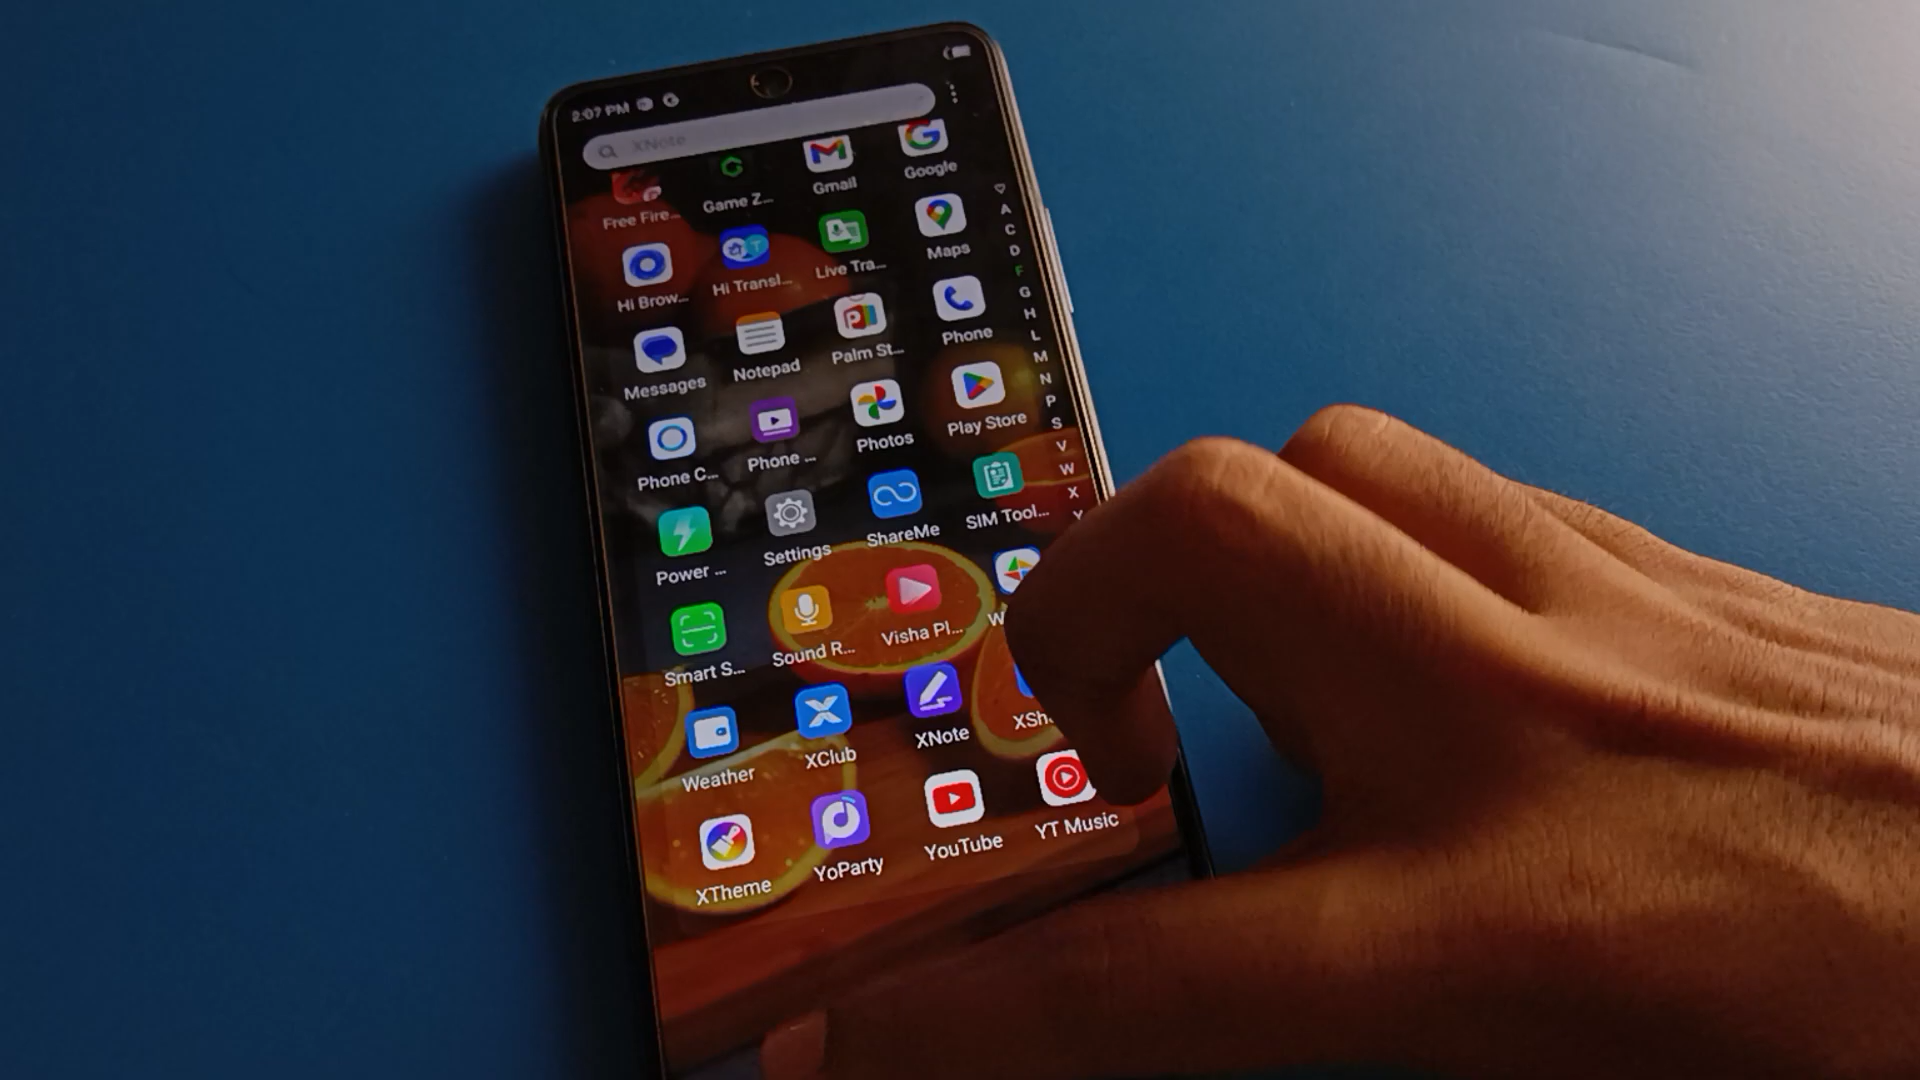 2:07 PM
XNote
Free Fire... Game Z... Gmail Google
Hi Brow... Hi Transl... Live Tra... Maps
Messages Notepad Palm St... Phone
Phone C... Phone ... Photos Play Store
Power ... Settings ShareMe SIM Tool...
Smart S... Sound R... Visha Pl... W
Weather XClub XNote XSh
XTheme YoParty YouTube YT Music
A
C
D
F
G
H
L
M
N
P
S
V
W
X
Y